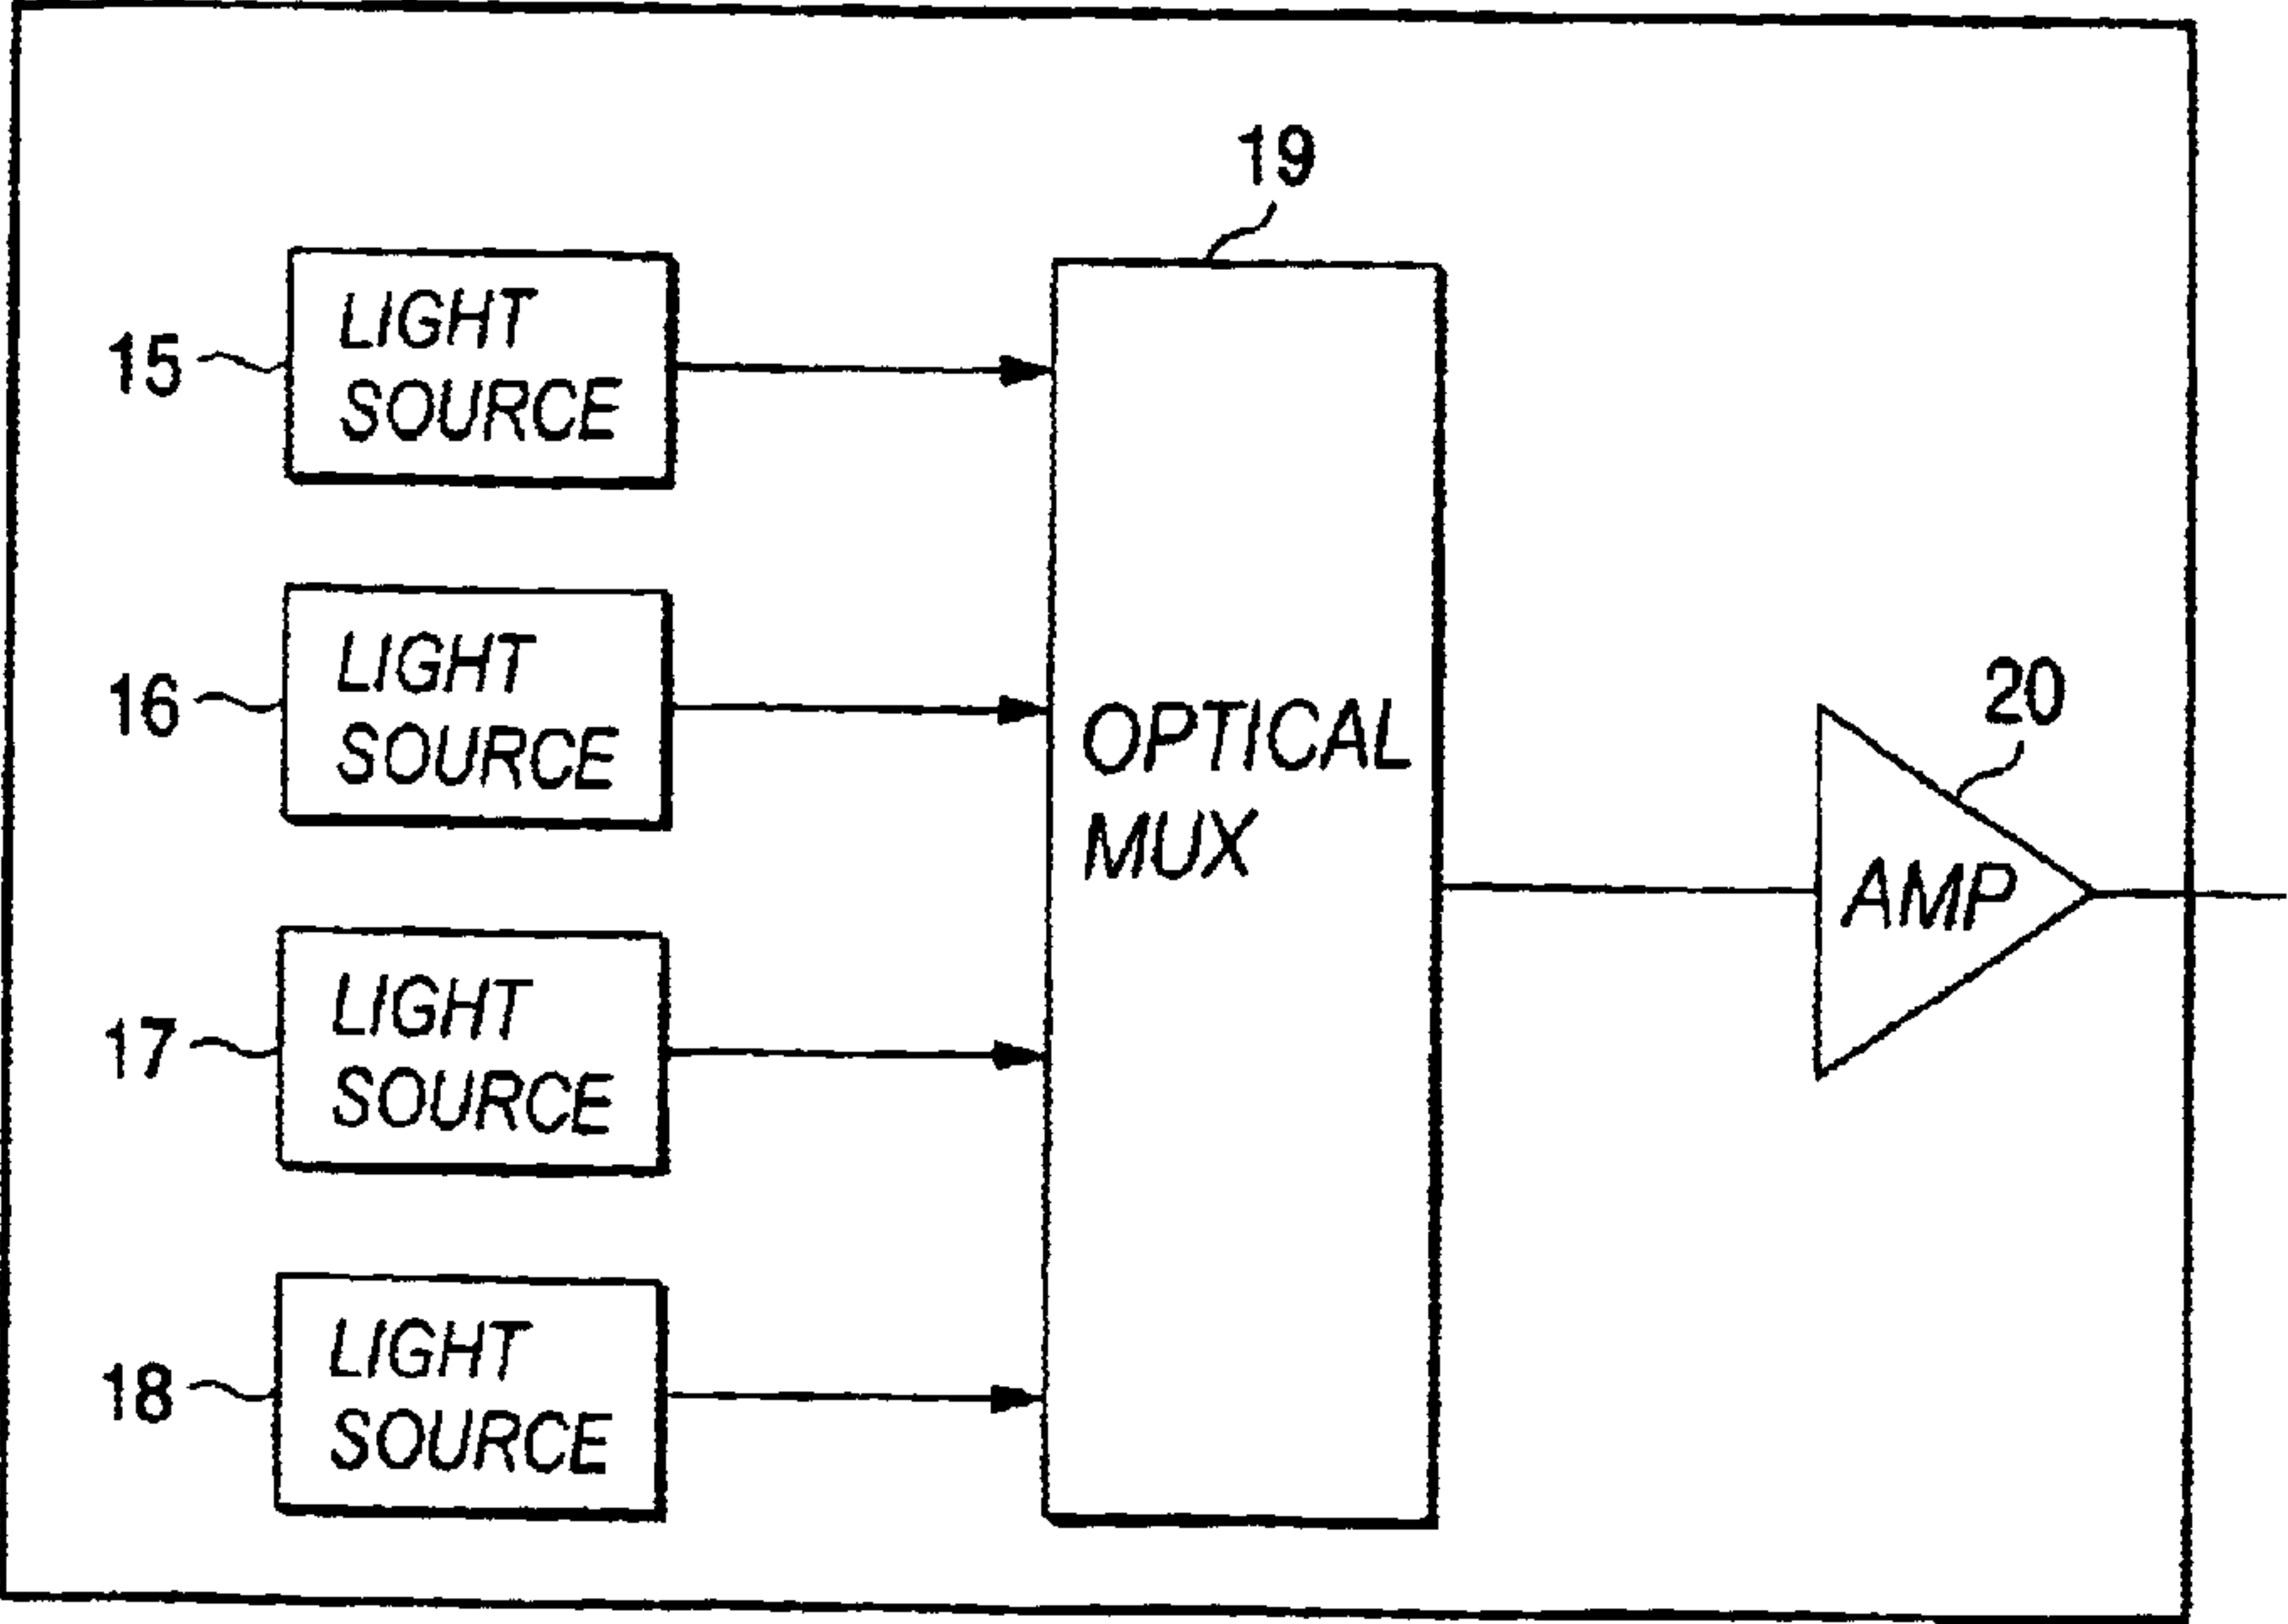 19
15
LIGHT
SOURCE
16
LIGHT
SOURCE
OPTICAL
MUX
20
AMP
17
LIGHT
SOURCE
18
LIGHT
SOURCE